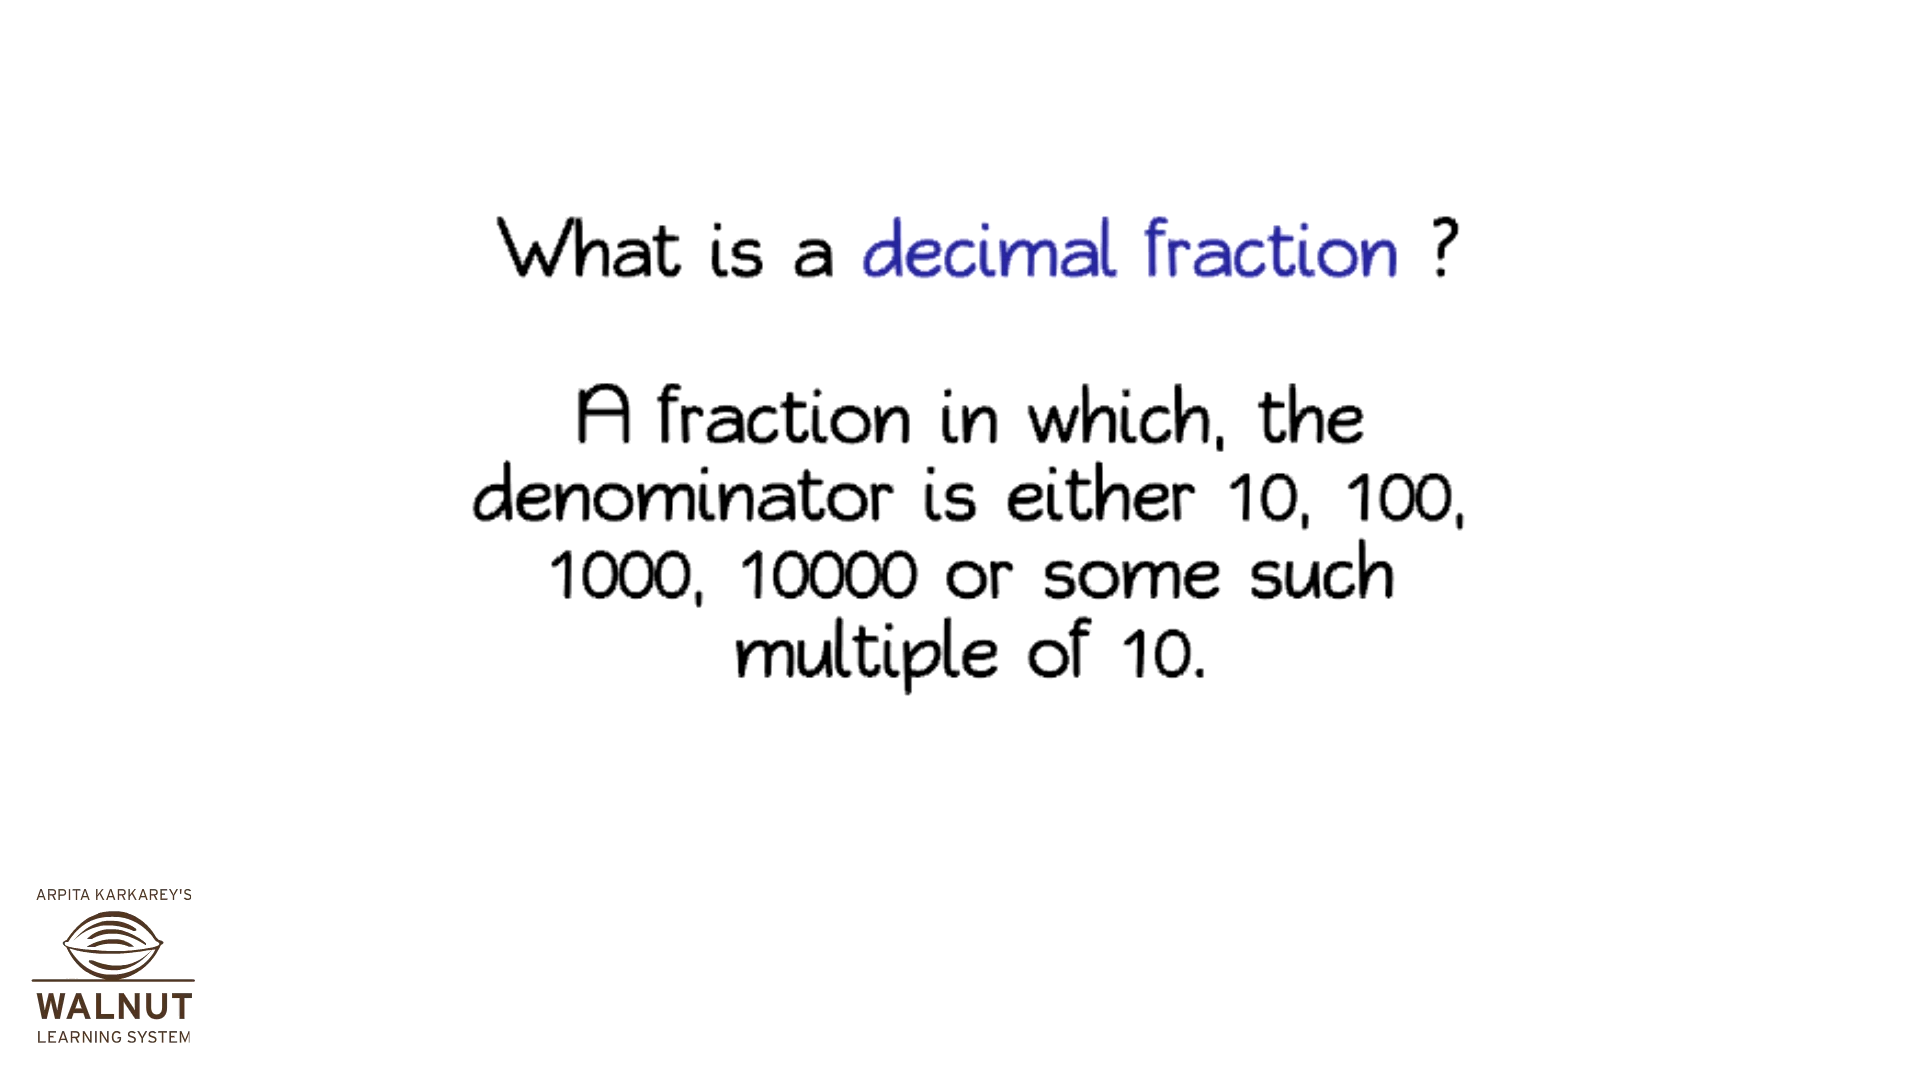 What is a decimal fraction ?
A fraction in which, the
denominator is either 10, 100,
1000, 10000 or some such
multiple of 10.
ARPITA KARKAREY'S
WALNUT
LEARNING SYSTEM